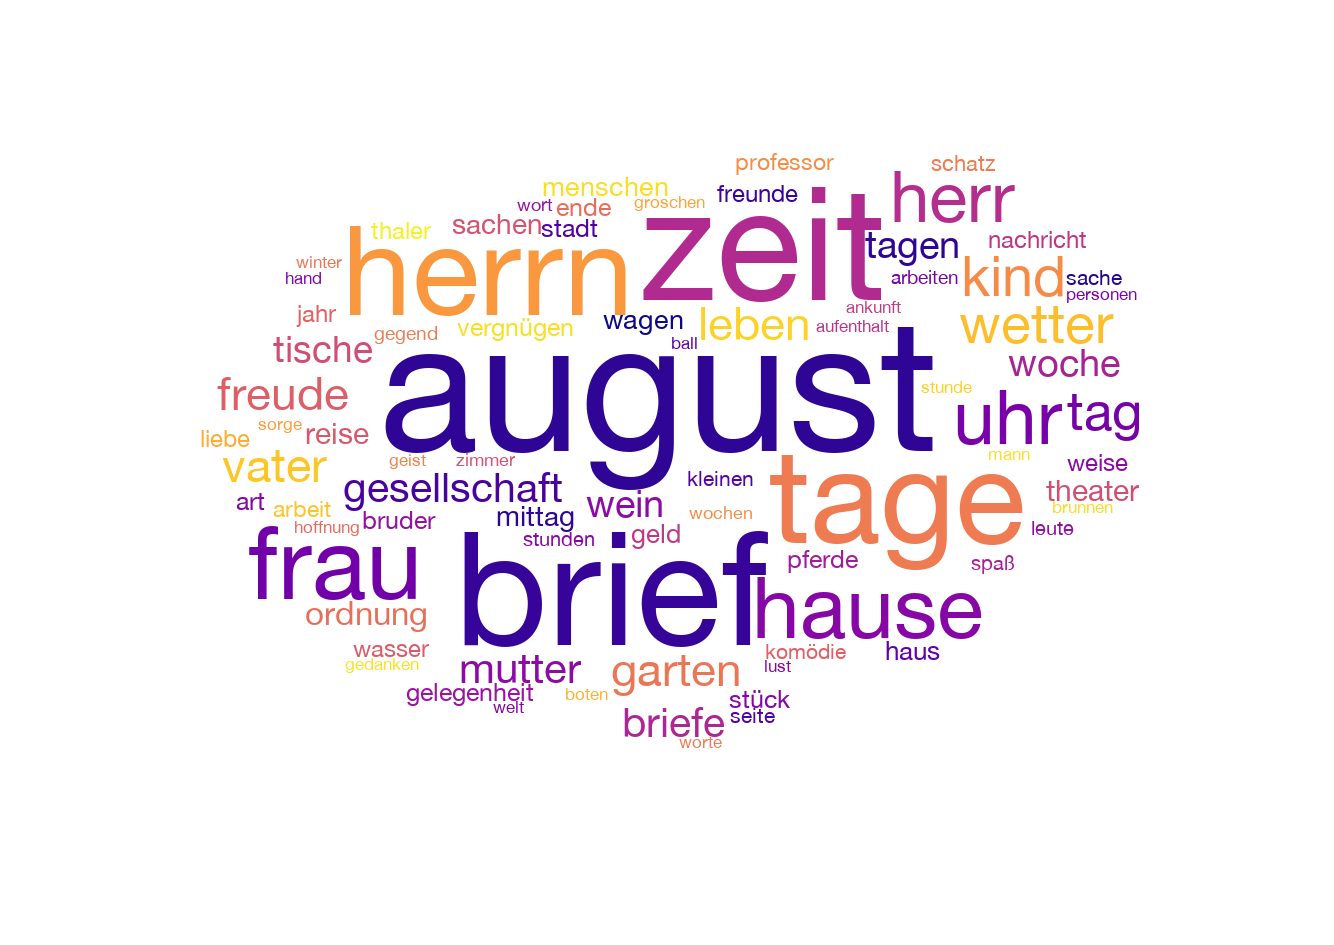 professor
schatz
menschen
freunde
herr
wort
ende
groschen
zeit
thaler
sachen
stadt
herrn
tagen
nachricht
winter
hand
arbeiten
kind
sache
personen
jahr
ankunft
gegend
vergnügen
wagen
leben
aufenthalt
wetter
tische
ball
august
woche
freude
stunde
uhr
tag
liebe
sorge
reise
vater
geist
zimmer
mann
weise
art
arbeit
gesellschaft
kleinen
tage
theater
hoffnung
bruder
mittag
wein
wochen
brunnen
leute
frau
stunden
geld
brief
pferde
spaß
ordnung
hause
wasser
gedanken
mutter
garten
komödie
lust
haus
gelegenheit
welt
boten
stück
briefe
seite
worte